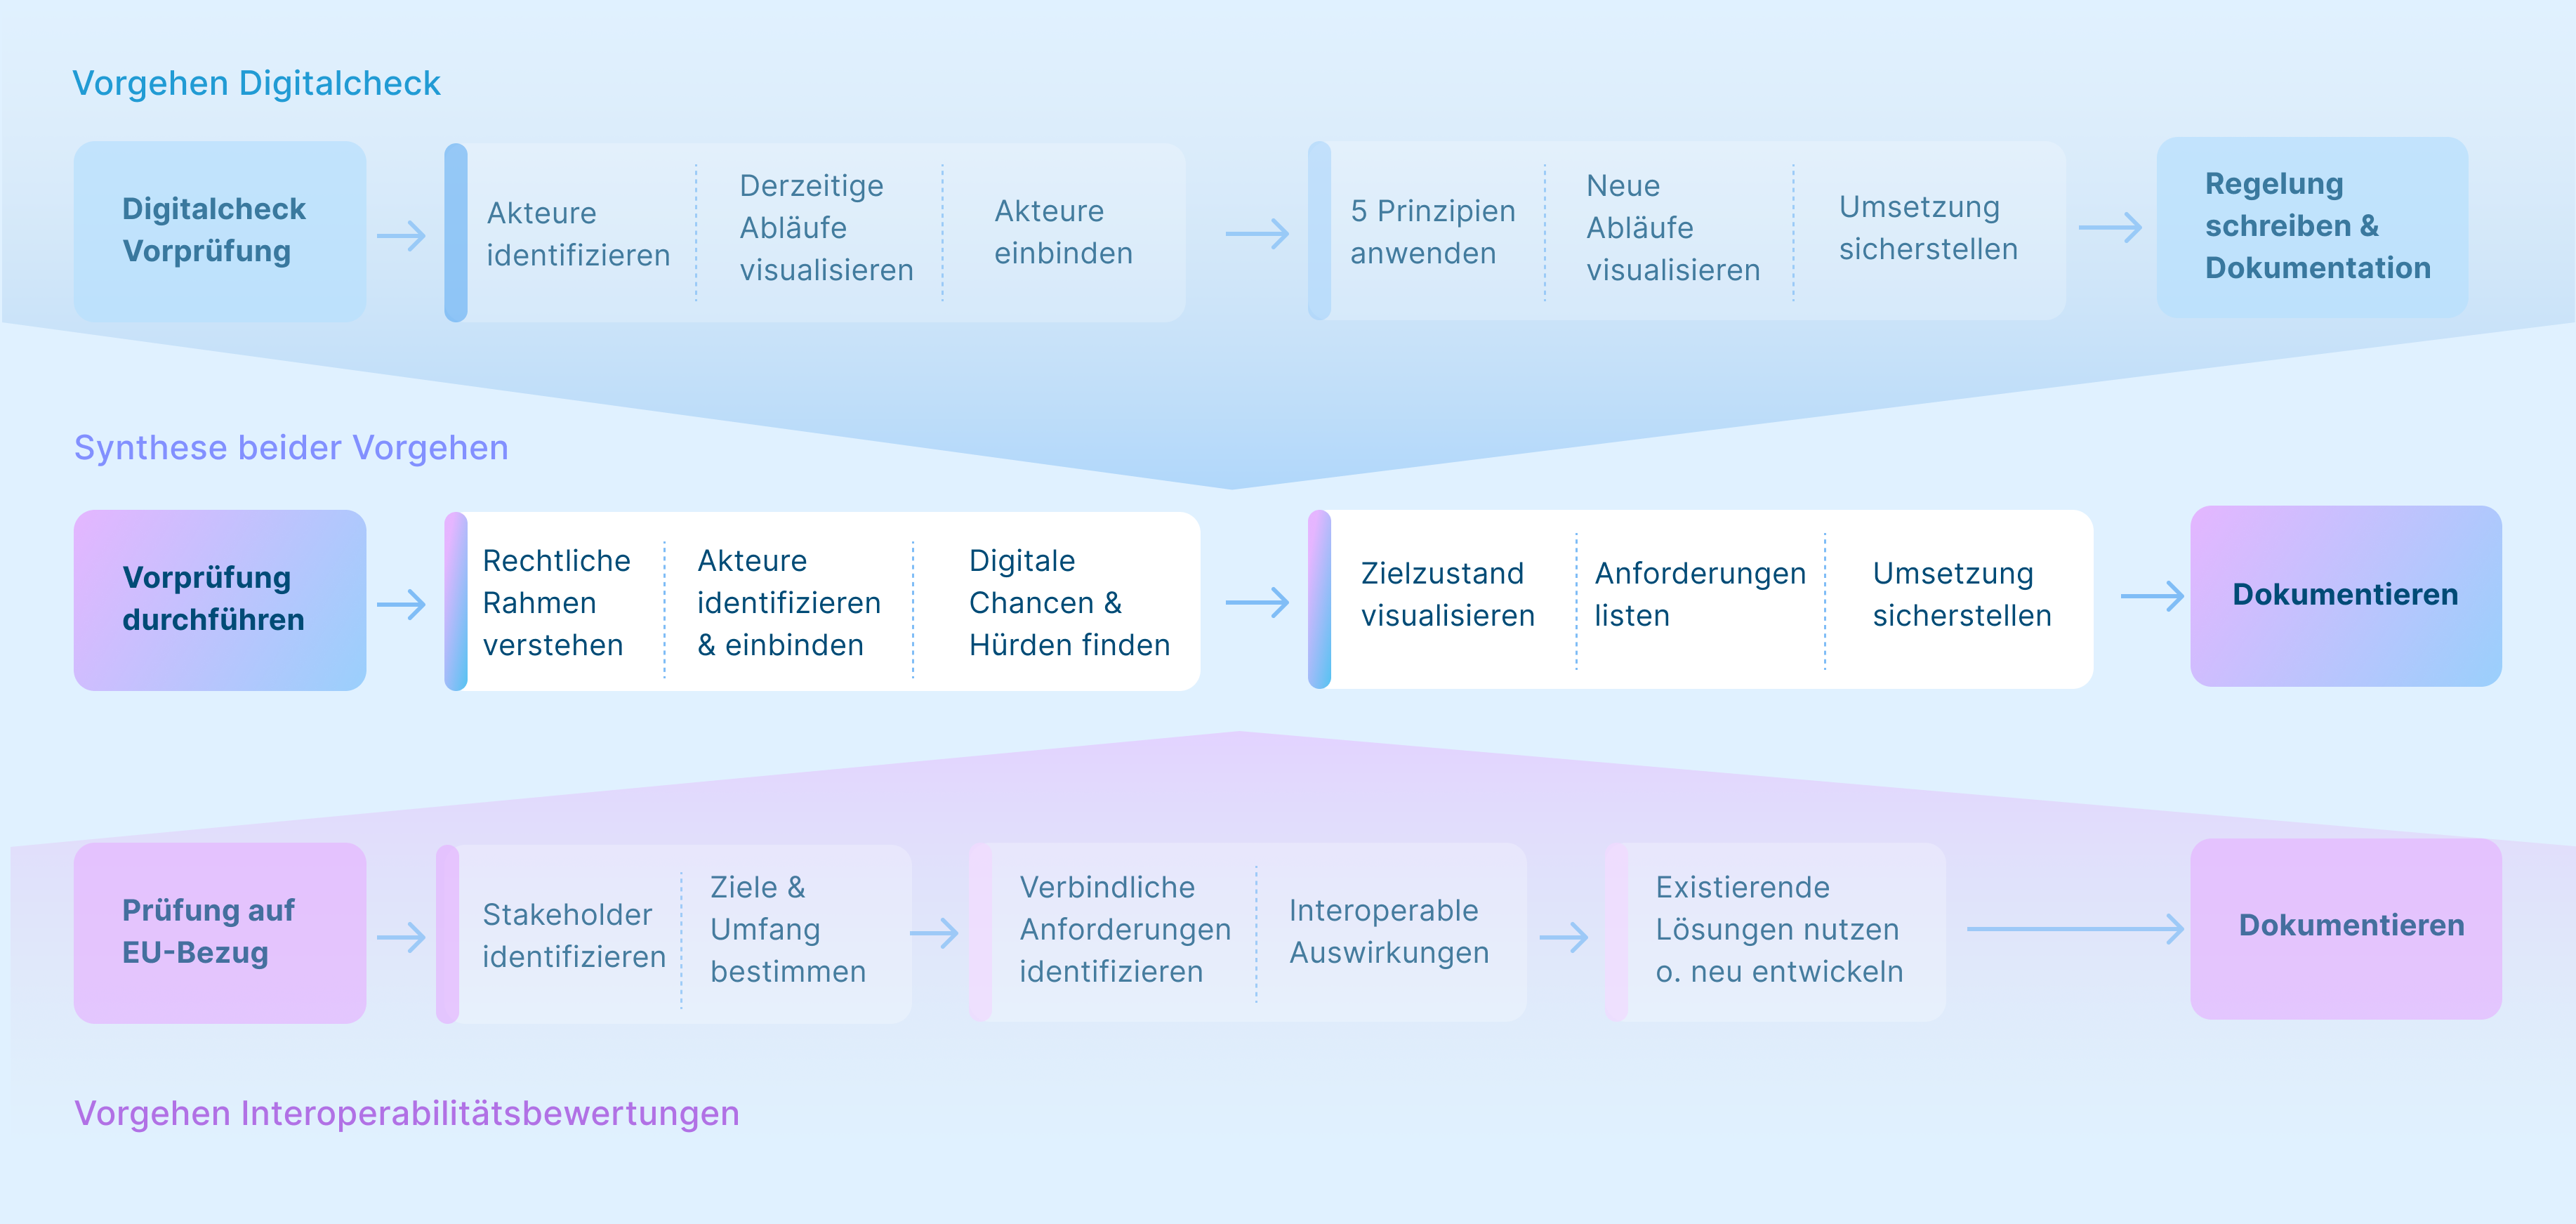 Vorgehen Digitalcheck
Digitalcheck
Vorprüfung
Akteure
identifizieren
Derzeitige
Abläufe
visualisieren
Akteure
einbinden
5 Prinzipien
anwenden
Neue
Abläufe
visualisieren
Umsetzung
sicherstellen
Regelung
schreiben &
Dokumentation
Synthese beider Vorgehen
Vorprüfung
durchführen
Rechtliche
Rahmen
verstehen
Akteure
identifizieren
& einbinden
Digitale
Chancen &
Hürden finden
Zielzustand
visualisieren
Anforderungen
listen
Umsetzung
sicherstellen
Dokumentieren
Prüfung auf
EU-Bezug
Stakeholder
identifizieren
Ziele &
Umfang
bestimmen
Verbindliche
Anforderungen
identifizieren
Interoperable
Auswirkungen
Existierende
Lösungen nutzen
o. neu entwickeln
Dokumentieren
Vorgehen Interoperabilitätsbewertungen